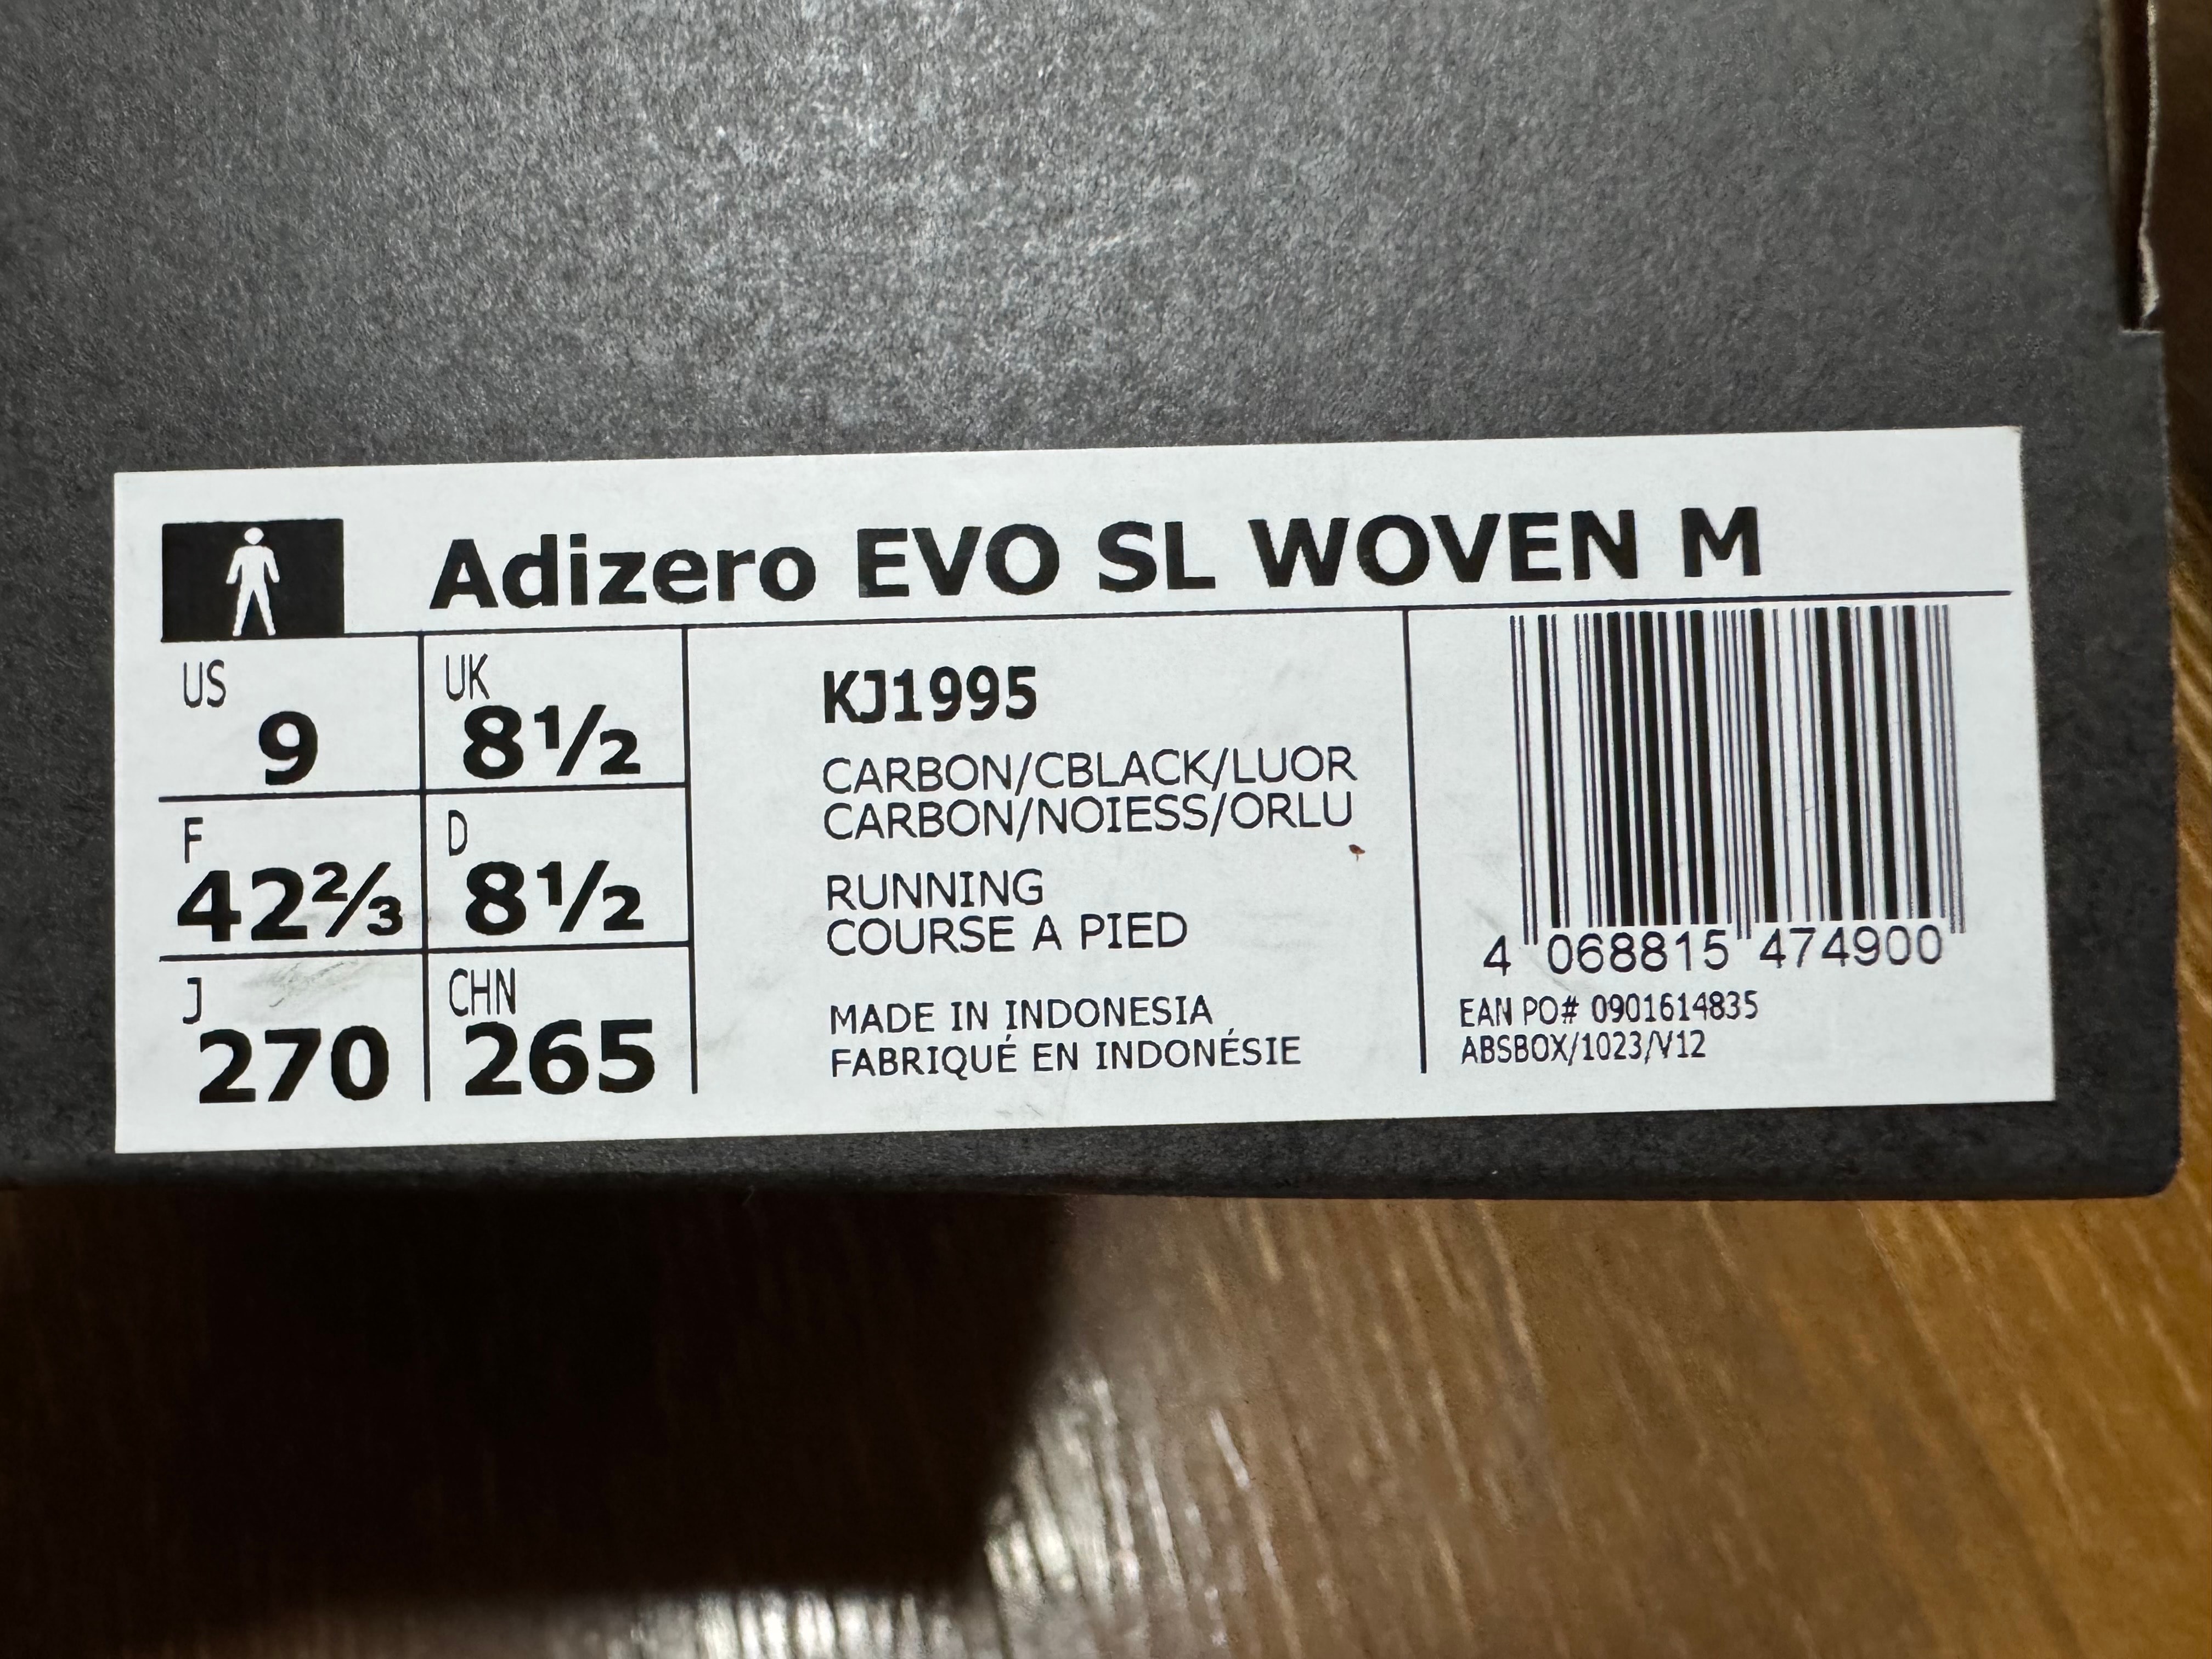 Adizero EVO SL WOVEN M
US 9
UK 8½
F 42⅔
D 8½
J 270
CHN 265
KJ1995
CARBON/CBLACK/LUOR
CARBON/NOIESS/ORLU
RUNNING
COURSE A PIED
MADE IN INDONESIA
FABRIQUÉ EN INDONÉSIE
4 068815 474900
EAN PO# 0901614835
ABSBOX/1023/V12